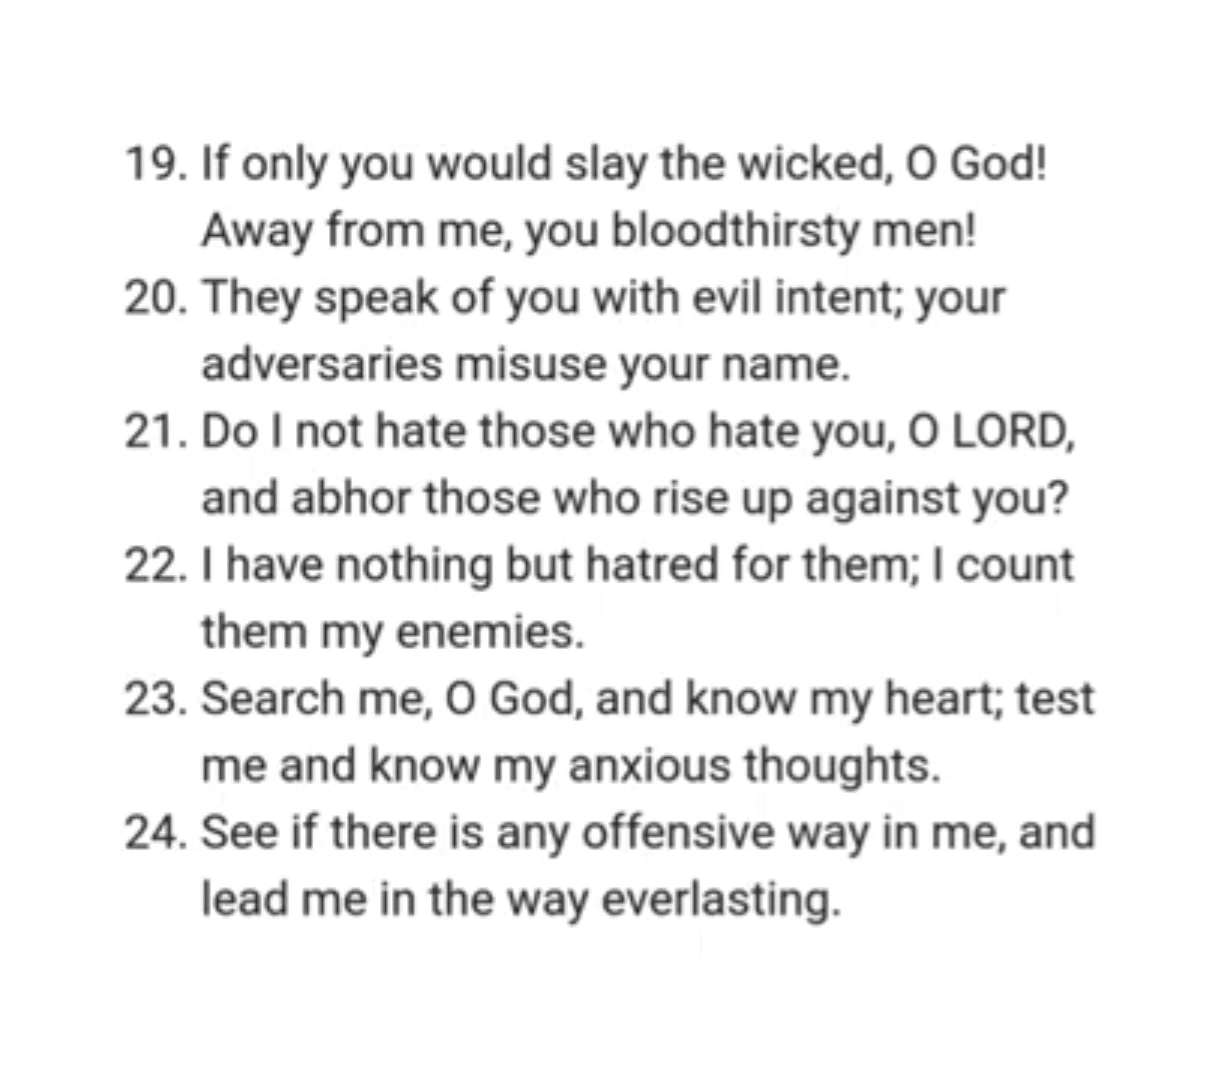 19. If only you would slay the wicked, O God!
Away from me, you bloodthirsty men!
20. They speak of you with evil intent; your
adversaries misuse your name.
21. Do I not hate those who hate you, O LORD,
and abhor those who rise up against you?
22. I have nothing but hatred for them; I count
them my enemies.
23. Search me, O God, and know my heart; test
me and know my anxious thoughts.
24. See if there is any offensive way in me, and
lead me in the way everlasting.